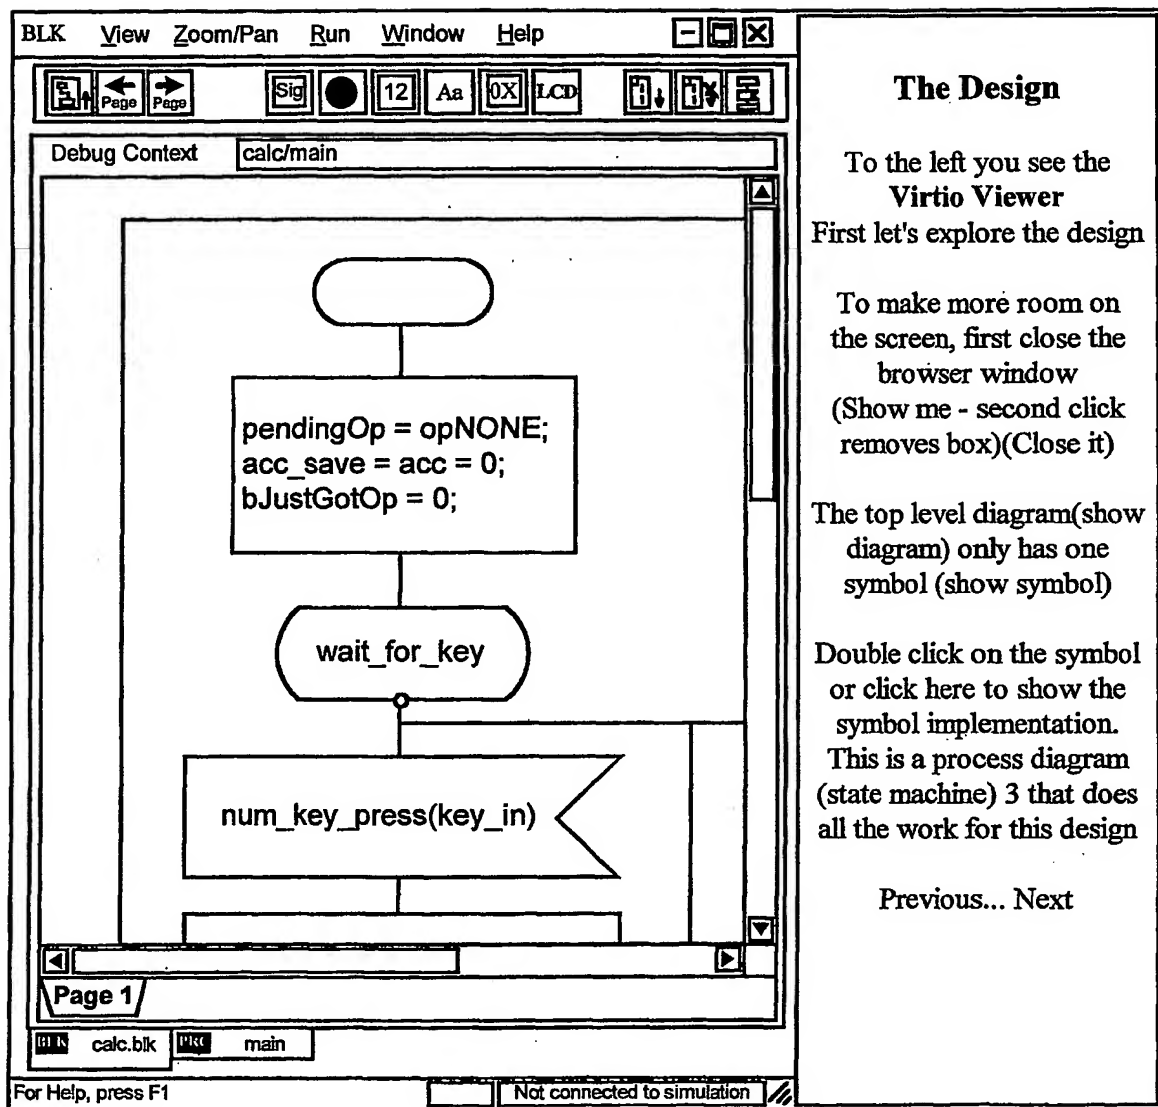 BLK View Zoom/Pan Run Window Help
Page Page Sig 12 Aa 0X LCD
Debug Context calc/main
pendingOp = opNONE;
acc_save = acc = 0;
bJustGotOp = 0;
wait_for_key
num_key_press(key_in)
Page 1
BLK calc.blk PRC main
For Help, press F1 Not connected to simulation
The Design
To the left you see the
Virtio Viewer
First let's explore the design
To make more room on
the screen, first close the
browser window
(Show me - second click
removes box)(Close it)
The top level diagram(show
diagram) only has one
symbol (show symbol)
Double click on the symbol
or click here to show the
symbol implementation.
This is a process diagram
(state machine) 3 that does
all the work for this design
Previous... Next